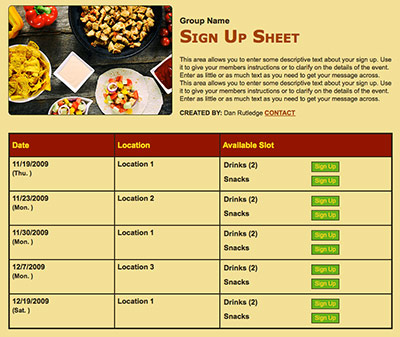 Group Name
SIGN UP SHEET
This area allows you to enter some descriptive text about your sign up. Use
it to give your members instructions or to clarify on the details of the event.
Enter as little or as much text as you need to get your message across.
This area allows you to enter some descriptive text about your sign up. Use
it to give your members instructions or to clarify on the details of the event.
Enter as little or as much text as you need to get your message across.
CREATED BY: Dan Rutledge CONTACT
Date Location Available Slot
11/19/2009 Location 1 Drinks (2) Sign Up
(Thu. )
Snacks Sign Up
11/23/2009 Location 2 Drinks (2) Sign Up
(Mon. )
Snacks Sign Up
11/30/2009 Location 1 Drinks (2) Sign Up
(Mon. )
Snacks Sign Up
12/7/2009 Location 3 Drinks (2) Sign Up
(Mon. )
Snacks Sign Up
12/19/2009 Location 1 Drinks (2) Sign Up
(Sat. )
Snacks Sign Up